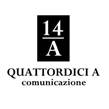 14
A
QUATTORDICI A
comunicazione